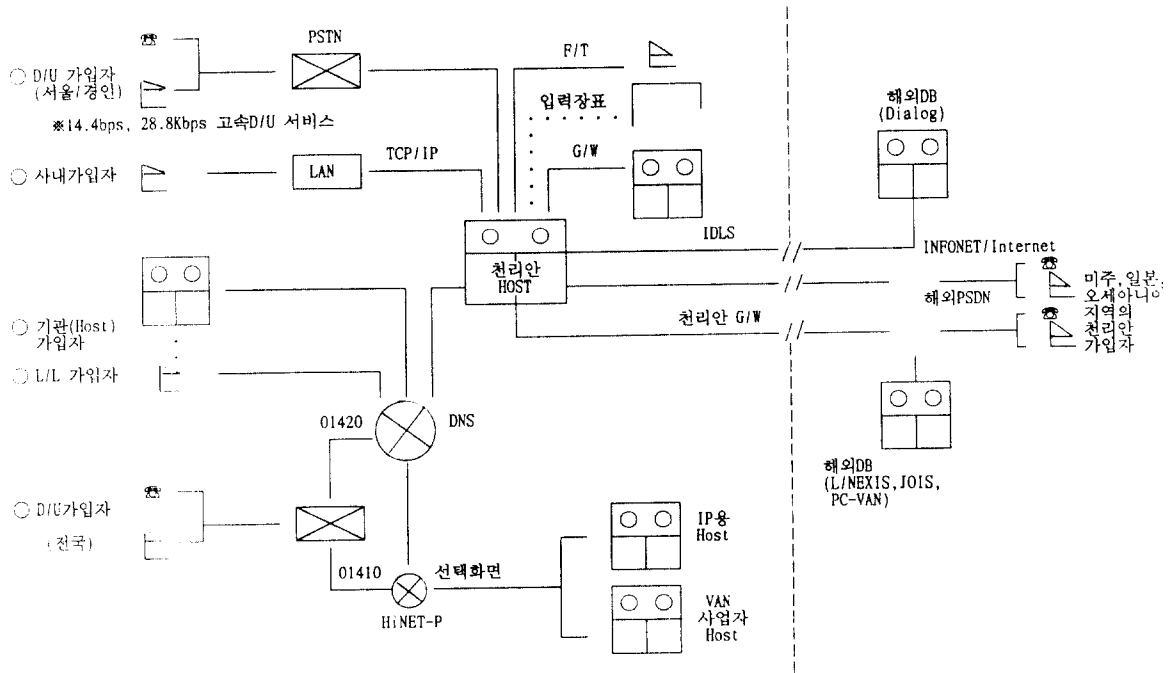 PSTN
○ D/U 가입자
(서울/경인)
※14.4bps, 28.8Kbps 고속D/U 서비스
○ 사내가입자
LAN
TCP/IP
F/T
입력장표
G/W
천리안
HOST
IDLS
천리안 G/W
해외DB
(Dialog)
INFONET/Internet
해외PSDN
미주,일본,
오세아니아
지역의
천리안
가입자
해외DB
(L/NEXIS,JOIS,
PC-VAN)
○ 기관(Host)
가입자
○ L/L 가입자
01420
DNS
○ D/U가입자
(전국)
01410
HiNET-P
선택화면
IP용
Host
VAN
사업자
Host